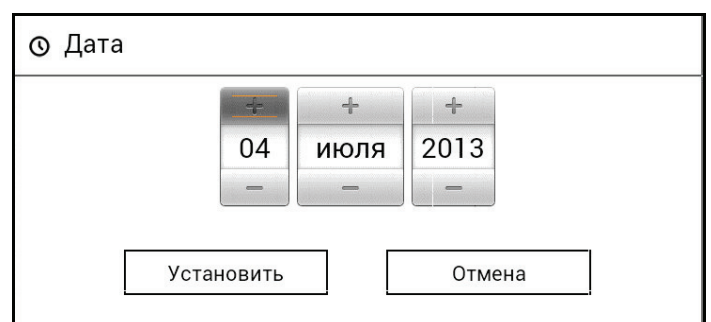 Дата
+ + +
04 июля 2013
− − −
Установить Отмена